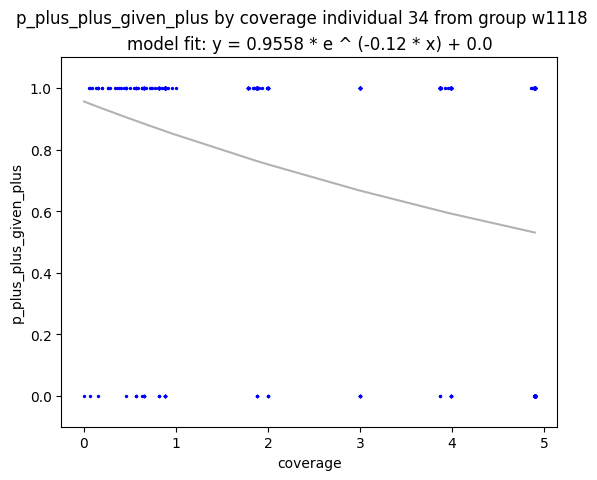 p_plus_plus_given_plus by coverage individual 34 from group w1118
model fit: y = 0.9558 * e ^ (-0.12 * x) + 0.0
1.0
0.8
0.6
0.4
0.2
0.0
p_plus_plus_given_plus
0 1 2 3 4 5
coverage